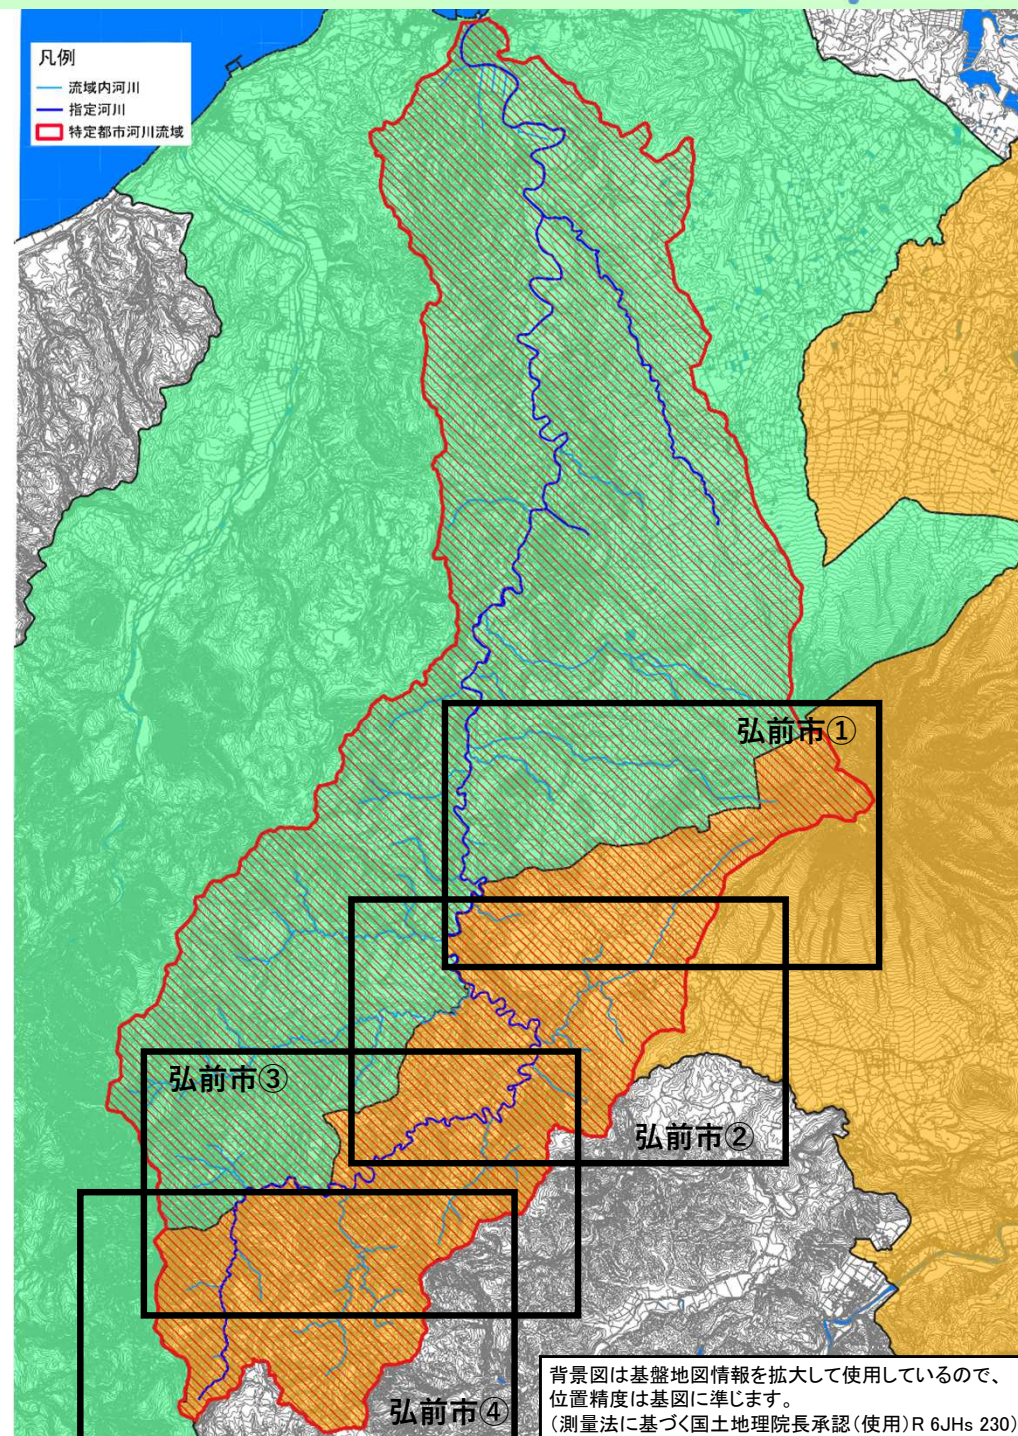 凡例
流域内河川
指定河川
特定都市河川流域
弘前市①
弘前市③
弘前市②
弘前市④
背景図は基盤地図情報を拡大して使用しているので、
位置精度は基図に準じます。
(測量法に基づく国土地理院長承認(使用)R 6JHs 230)